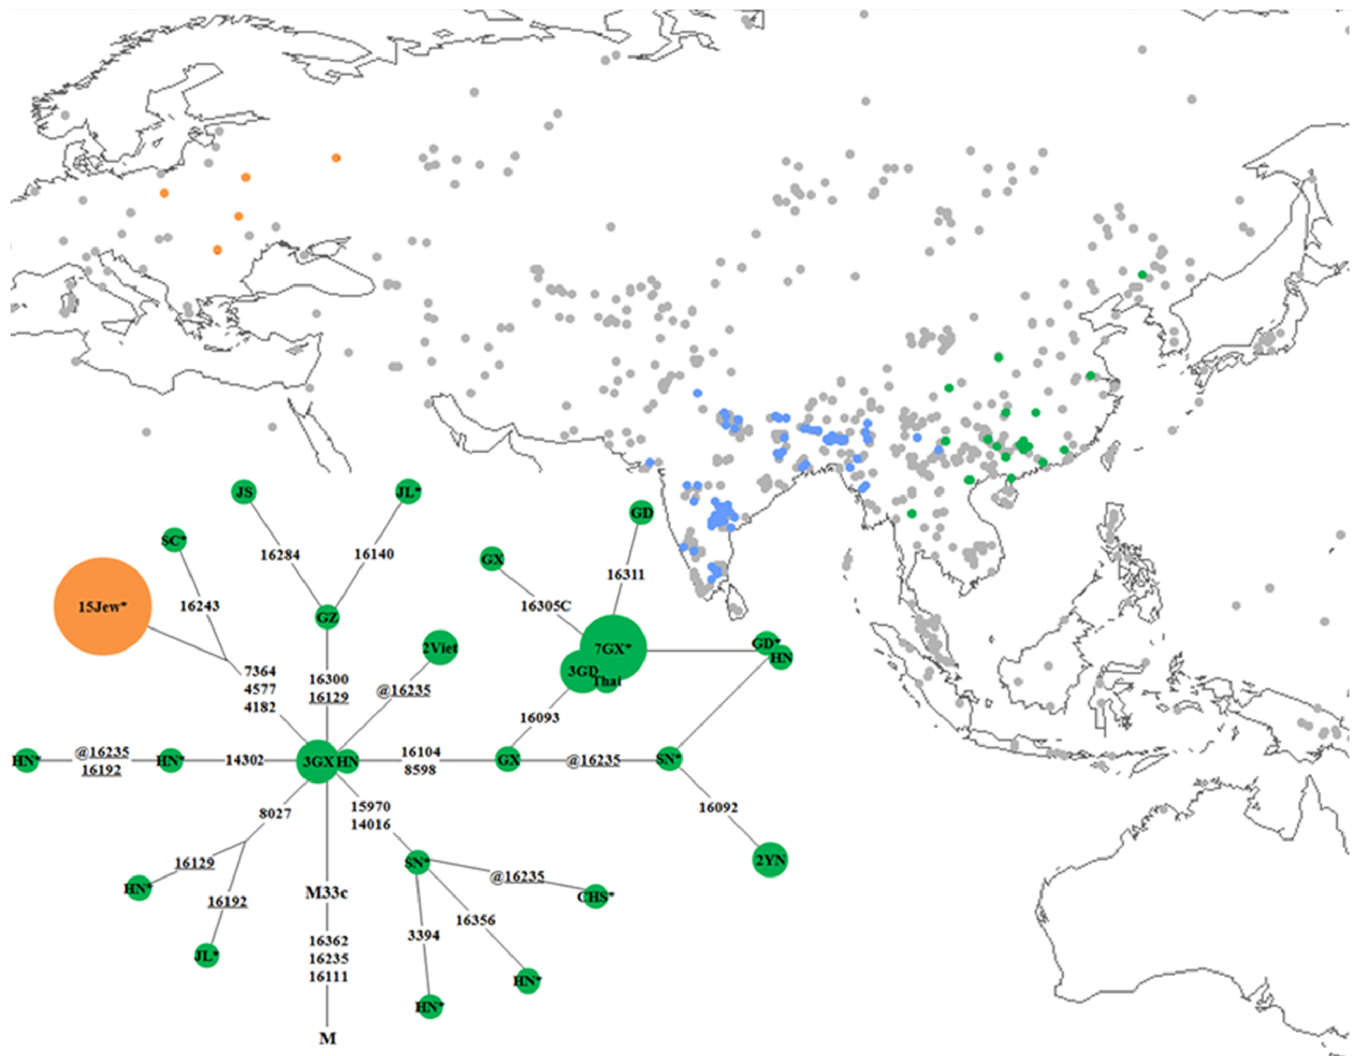 JS
JL*
GD
SC*
16284
16140
GX
16311
15Jew*
16243
16305C
GZ
2Viet
7GX*
GD*
HN
3GD
Thai
7364
4577
4182
16300
16129
@16235
16093
HN*
@16235
16192
HN*
14302
3GX
HN
16104
8598
GX
@16235
SN*
8027
15970
14016
16092
16129
HN*
SN*
@16235
2YN
16192
M33c
CHS*
16356
3394
16362
16235
16111
JL*
HN*
HN*
M